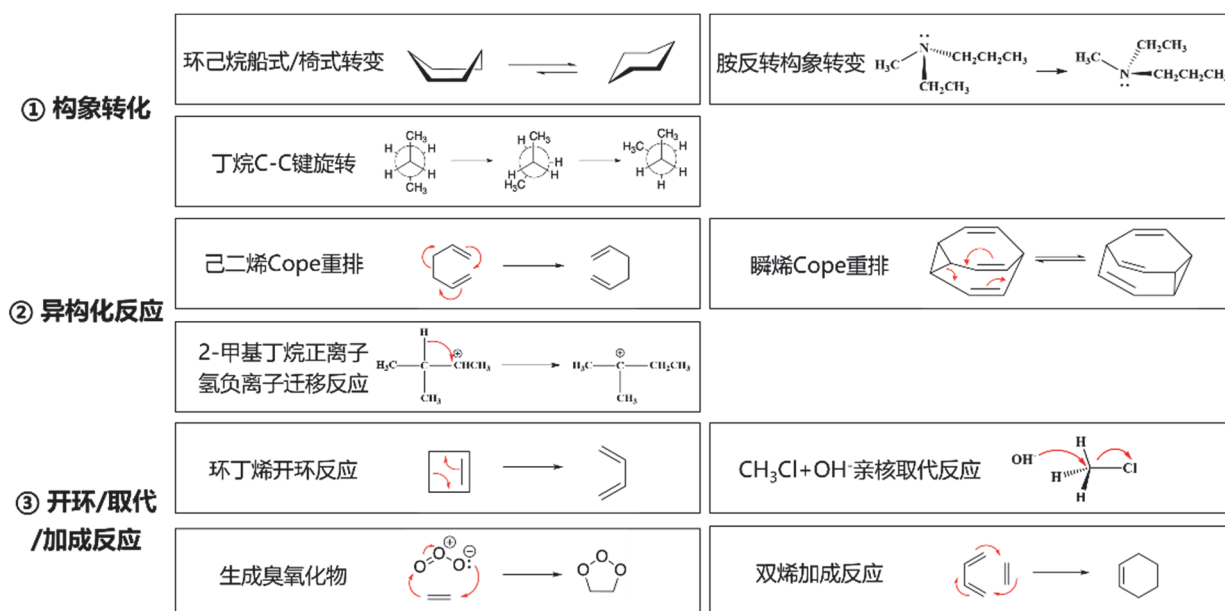 ① 构象转化
环己烷船式/椅式转变
胺反转构象转变
H₃C N CH₂CH₂CH₃
CH₂CH₃
CH₂CH₃
H₃C N CH₂CH₂CH₃
丁烷C-C键旋转
CH₃ H H H H CH₃
CH₃ H H H H₃C H
CH₃ H H₃C H H H
② 异构化反应
己二烯Cope重排
瞬烯Cope重排
2-甲基丁烷正离子
氢负离子迁移反应
H
H₃C C CHCH₃
⊕
CH₃
⊕
H₃C C CH₂CH₃
CH₃
③ 开环/取代
/加成反应
环丁烯开环反应
CH₃Cl+OH⁻亲核取代反应
H
OH⁻ Cl
H
H
生成臭氧化物
⊕ ⊖
O O O
O O O
双烯加成反应